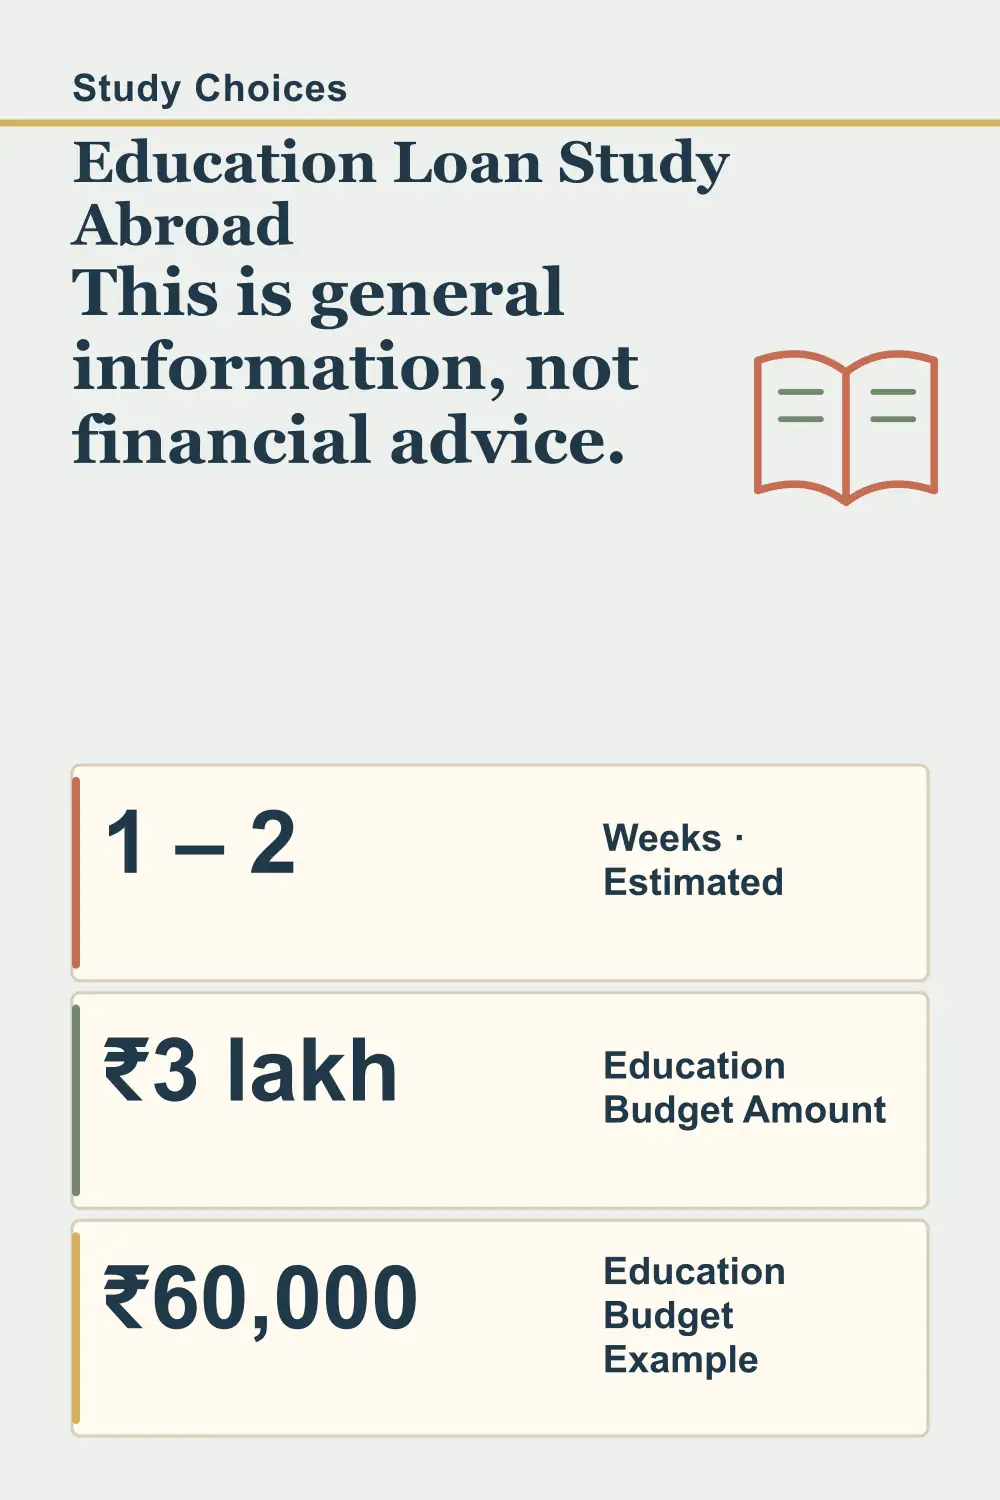 Study Choices
Education Loan Study
Abroad
This is general
information, not
financial advice.
1 – 2
Weeks ·
Estimated
₹3 lakh
Education
Budget Amount
₹60,000
Education
Budget
Example